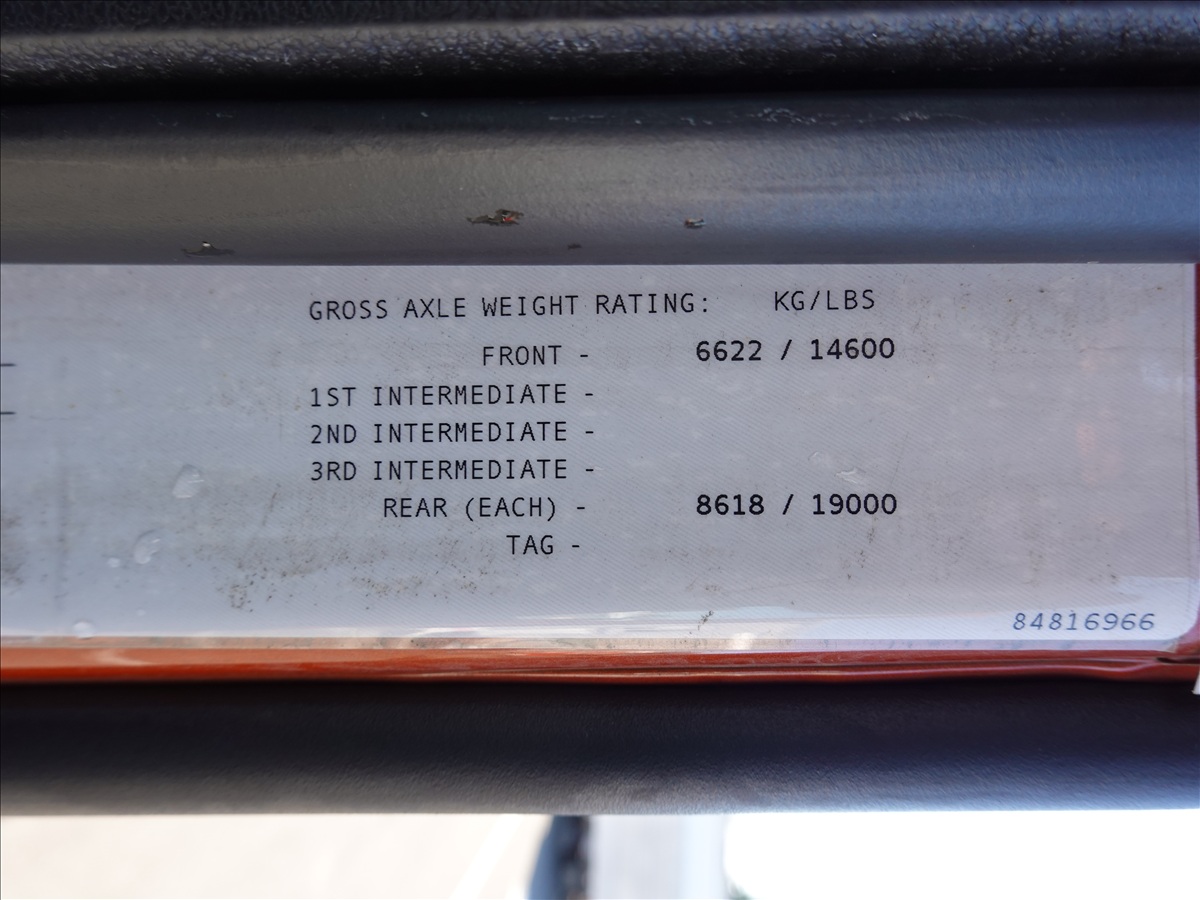 GROSS AXLE WEIGHT RATING: KG/LBS
FRONT - 6622 / 14600
1ST INTERMEDIATE -
2ND INTERMEDIATE -
3RD INTERMEDIATE -
REAR (EACH) - 8618 / 19000
TAG -
84816966